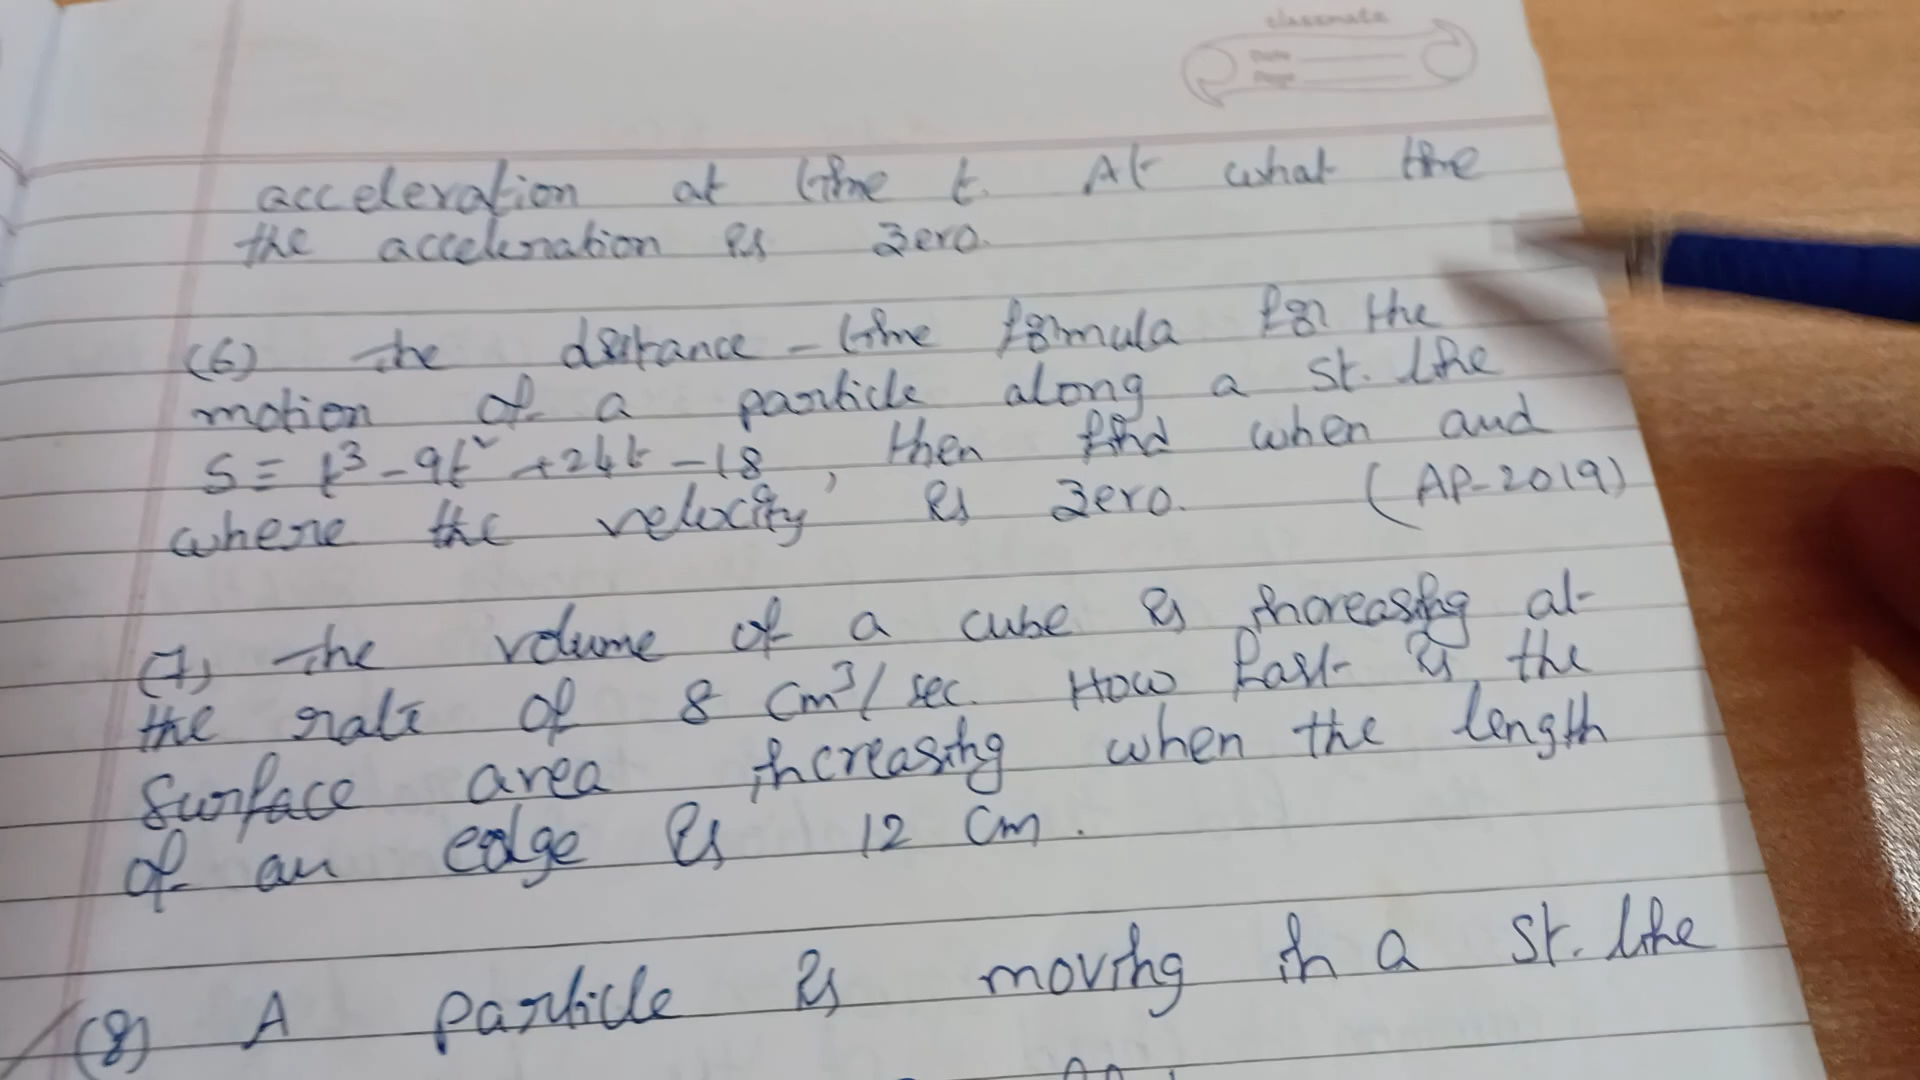 classmate
Date
Page
acceleration at time t. At what time
the acceleration is zero.
(6) The distance - time formula for the
motion of a particle along a st. line
S = t³ - 9t² + 24t - 18, then find when and
where the velocity is zero. (AP-2019)
(7) The volume of a cube is increasing at
the rate of 8 cm³/sec. How fast is the
surface area increasing when the length
of an edge is 12 cm.
(8) A particle is moving in a st. line